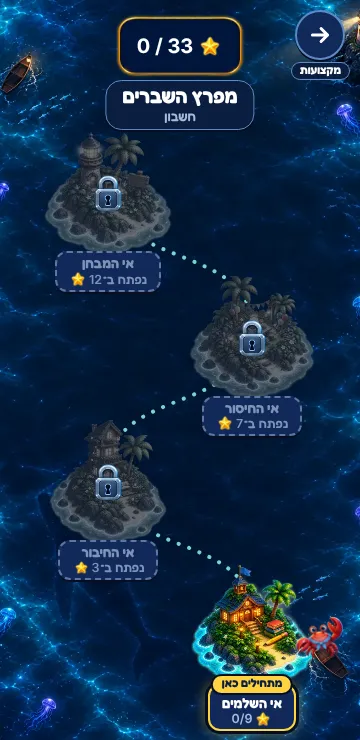 0 / 33
מקצועות
מפרץ השברים
חשבון
אי המבחן
נפתח ב־12
אי החיסור
נפתח ב־7
אי החיבור
נפתח ב־3
מתחילים כאן
אי השלמים
0/9